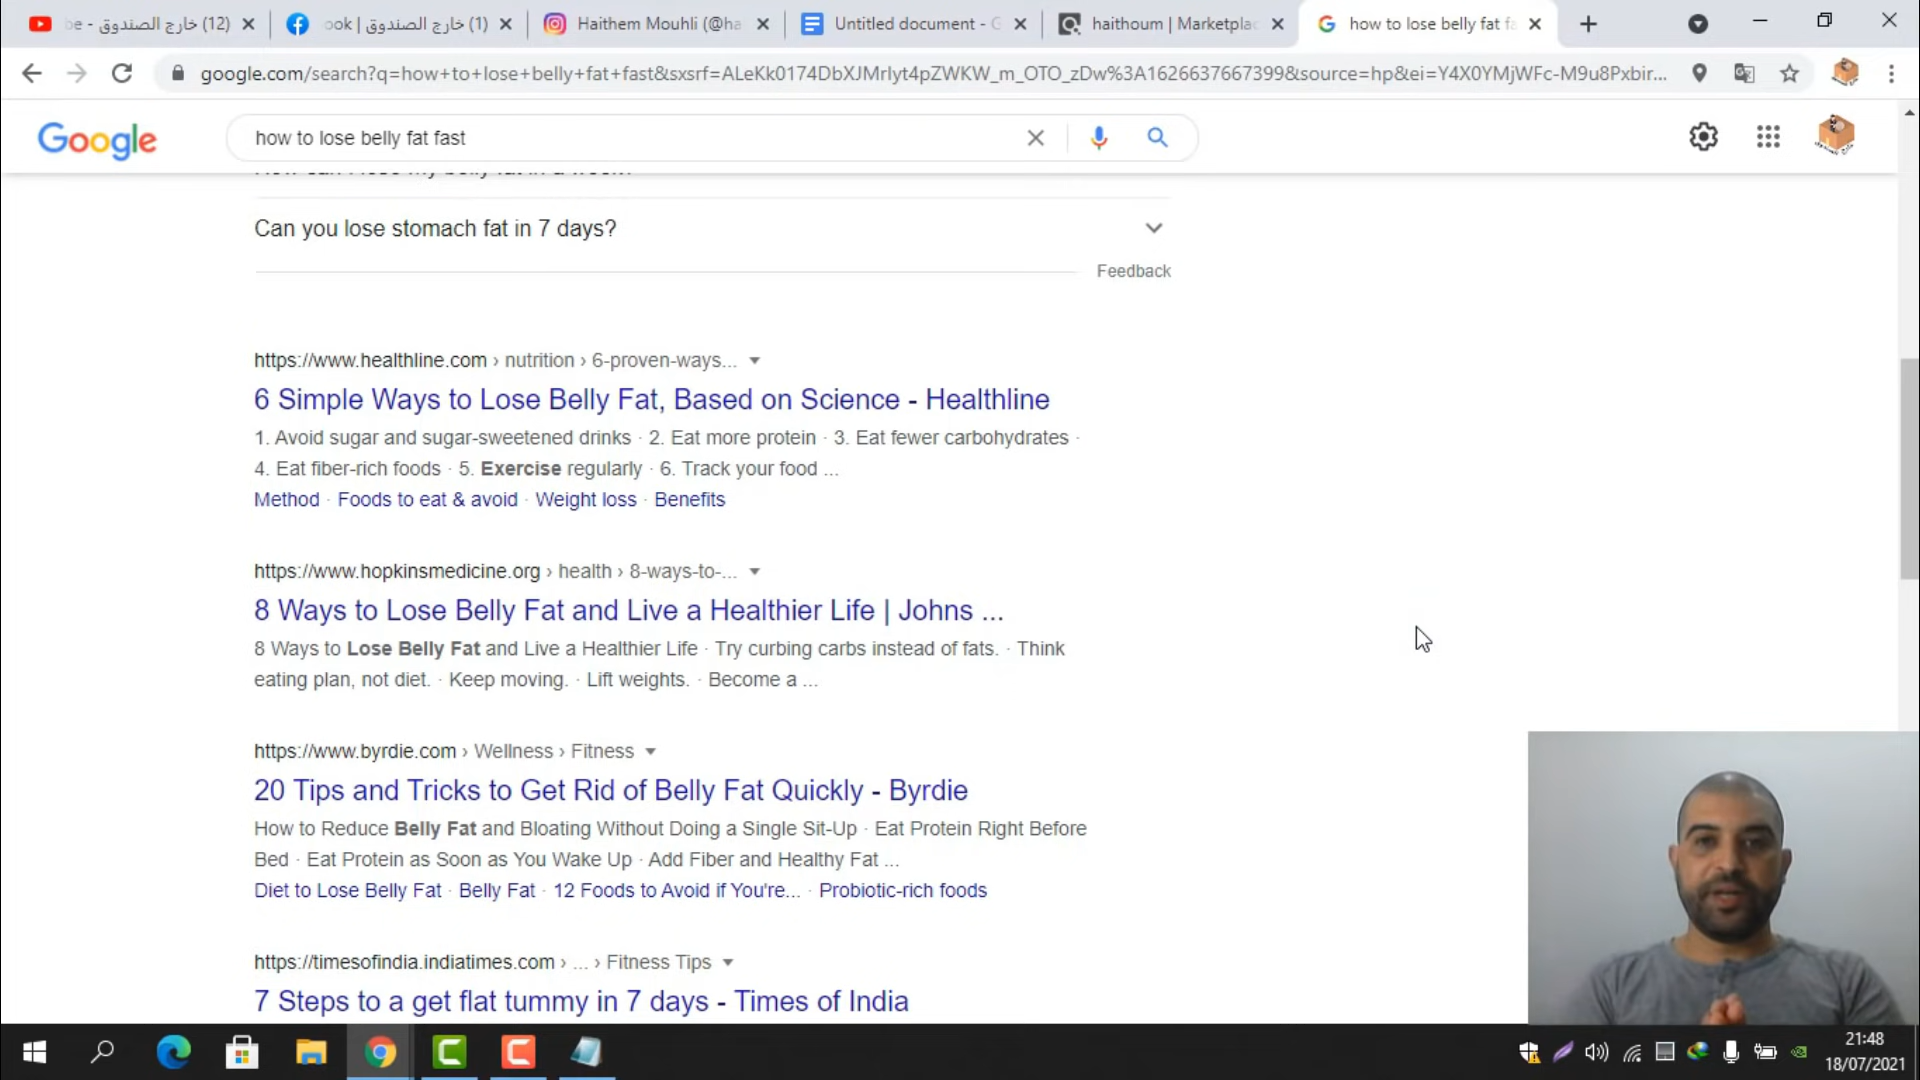 (12) خارج الصندوق - be
(1) خارج الصندوق | ook
Haithem Mouhli (@ha
Untitled document - G
haithoum | Marketplac
how to lose belly fat fa
google.com/search?q=how+to+lose+belly+fat+fast&sxsrf=ALeKk0174DbXJMrlyt4pZWKW_m_OTO_zDw%3A1626637667399&source=hp&ei=Y4X0YMjWFc-M9u8Pxbir...
Google
how to lose belly fat fast
Can you lose stomach fat in 7 days?
Feedback
https://www.healthline.com › nutrition › 6-proven-ways...
6 Simple Ways to Lose Belly Fat, Based on Science - Healthline
1. Avoid sugar and sugar-sweetened drinks · 2. Eat more protein · 3. Eat fewer carbohydrates ·
4. Eat fiber-rich foods · 5. Exercise regularly · 6. Track your food ...
Method · Foods to eat & avoid · Weight loss · Benefits
https://www.hopkinsmedicine.org › health › 8-ways-to-...
8 Ways to Lose Belly Fat and Live a Healthier Life | Johns ...
8 Ways to Lose Belly Fat and Live a Healthier Life · Try curbing carbs instead of fats. · Think
eating plan, not diet. · Keep moving. · Lift weights. · Become a ...
https://www.byrdie.com › Wellness › Fitness
20 Tips and Tricks to Get Rid of Belly Fat Quickly - Byrdie
How to Reduce Belly Fat and Bloating Without Doing a Single Sit-Up · Eat Protein Right Before
Bed · Eat Protein as Soon as You Wake Up · Add Fiber and Healthy Fat ...
Diet to Lose Belly Fat · Belly Fat · 12 Foods to Avoid if You're... · Probiotic-rich foods
https://timesofindia.indiatimes.com › ... › Fitness Tips
7 Steps to a get flat tummy in 7 days - Times of India
21:48
18/07/2021